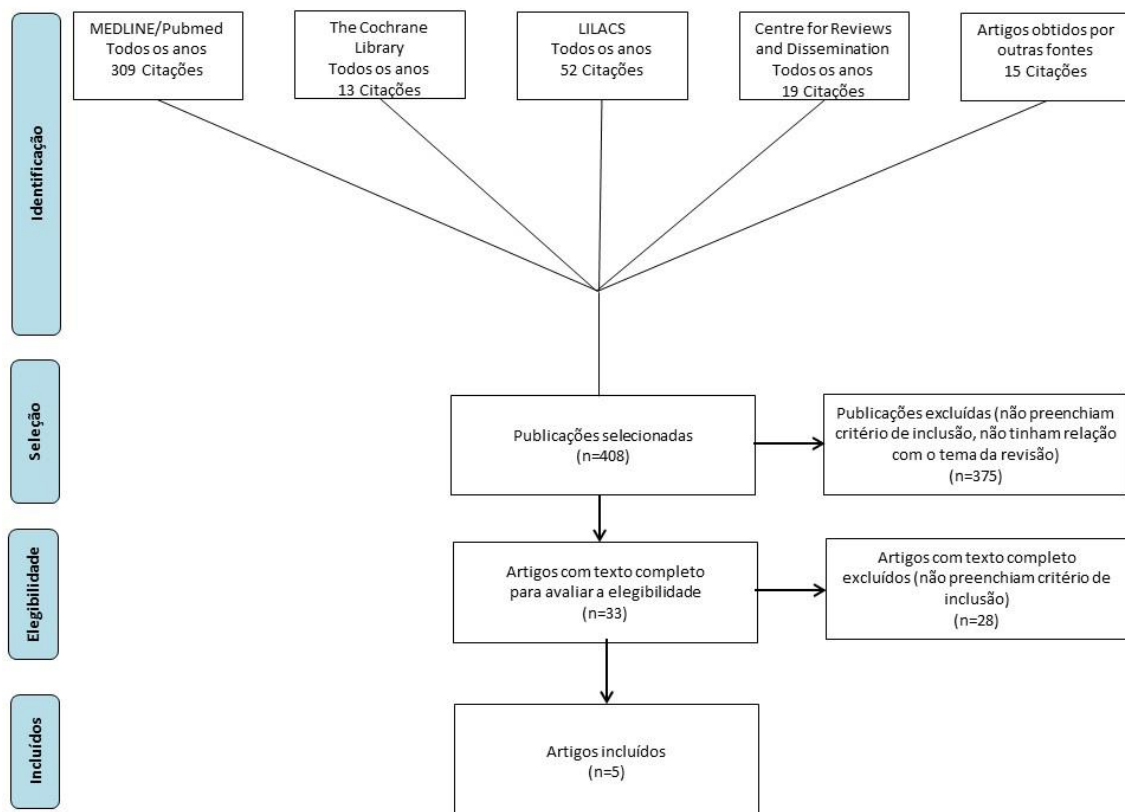 MEDLINE/Pubmed
Todos os anos
309 Citações
The Cochrane
Library
Todos os anos
13 Citações
LILACS
Todos os anos
52 Citações
Centre for Reviews
and Dissemination
Todos os anos
19 Citações
Artigos obtidos por
outras fontes
15 Citações
Identificação
Seleção
Publicações selecionadas
(n=408)
Publicações excluídas (não preenchiam
critério de inclusão, não tinham relação
com o tema da revisão)
(n=375)
Elegibilidade
Artigos com texto completo
para avaliar a elegibilidade
(n=33)
Artigos com texto completo
excluídos (não preenchiam critério de
inclusão)
(n=28)
Incluídos
Artigos incluídos
(n=5)